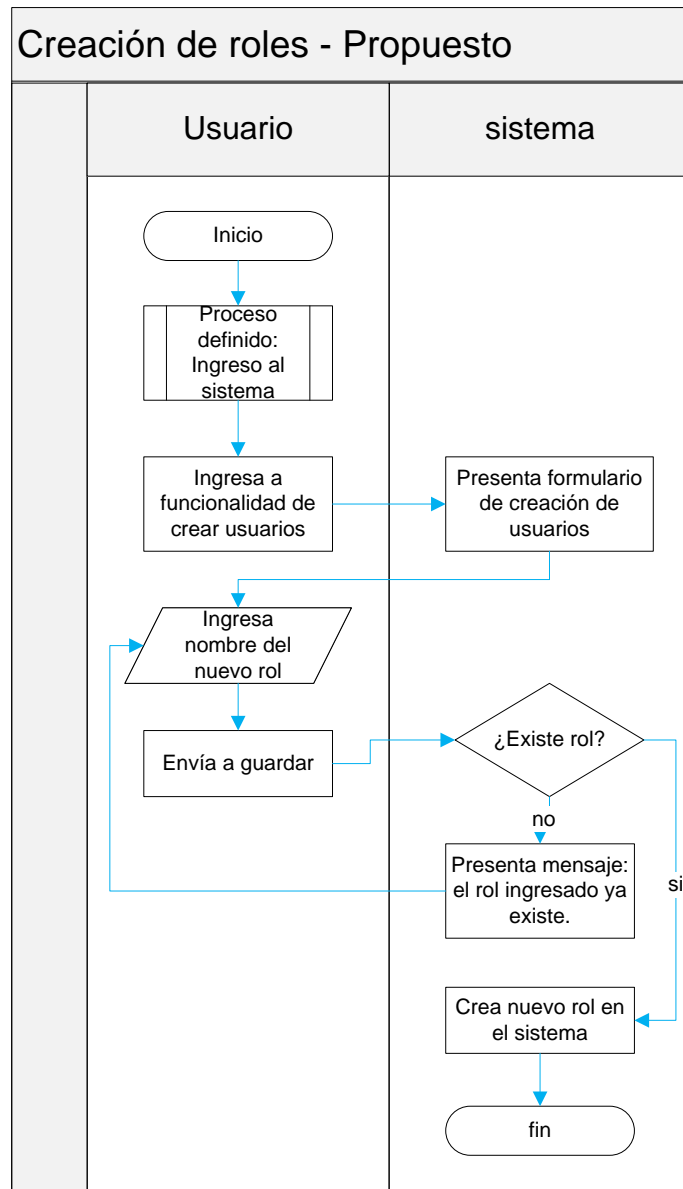 Creación de roles - Propuesto
Usuario
sistema
Inicio
Proceso
definido:
Ingreso al
sistema
Ingresa a
funcionalidad de
crear usuarios
Presenta formulario
de creación de
usuarios
Ingresa
nombre del
nuevo rol
Envía a guardar
¿Existe rol?
no
si
Presenta mensaje:
el rol ingresado ya
existe.
Crea nuevo rol en
el sistema
fin